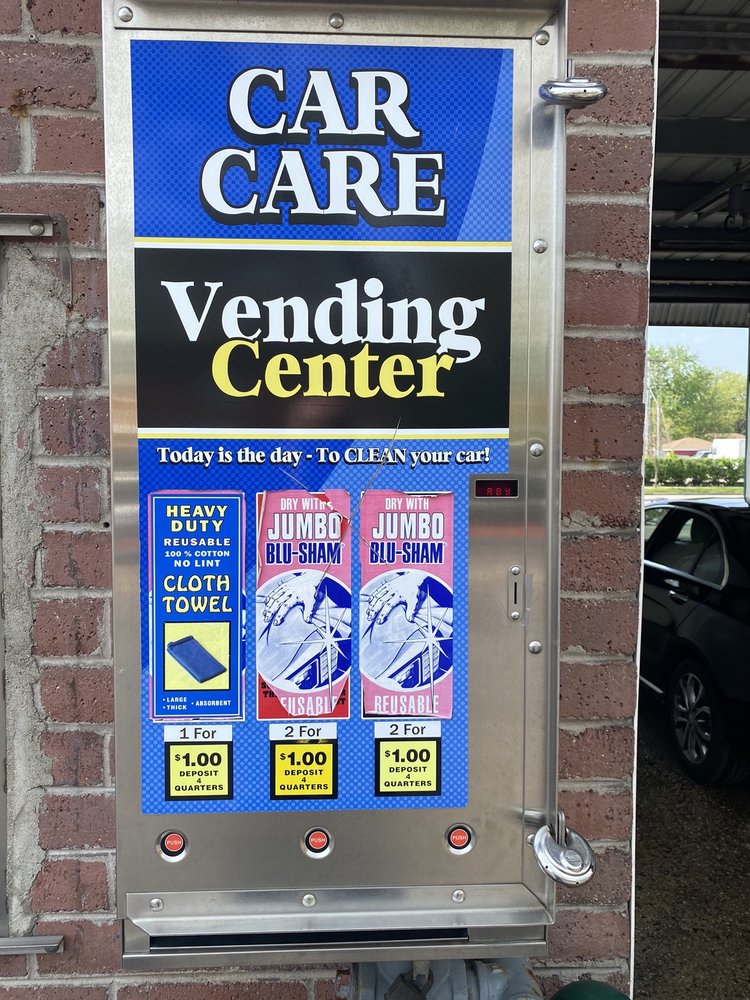 CAR
CARE
Vending
Center
Today is the day - To CLEAN your car!
HEAVY
DUTY
REUSABLE
100 % COTTON
NO LINT
CLOTH
TOWEL
• LARGE
• THICK • ABSORBENT
DRY WITH
JUMBO
BLU-SHAM
REUSABLE
DRY WITH
JUMBO
BLU-SHAM
REUSABLE
1 For
$1.00
DEPOSIT
4
QUARTERS
2 For
$1.00
DEPOSIT
4
QUARTERS
2 For
$1.00
DEPOSIT
4
QUARTERS
PUSH
PUSH
PUSH